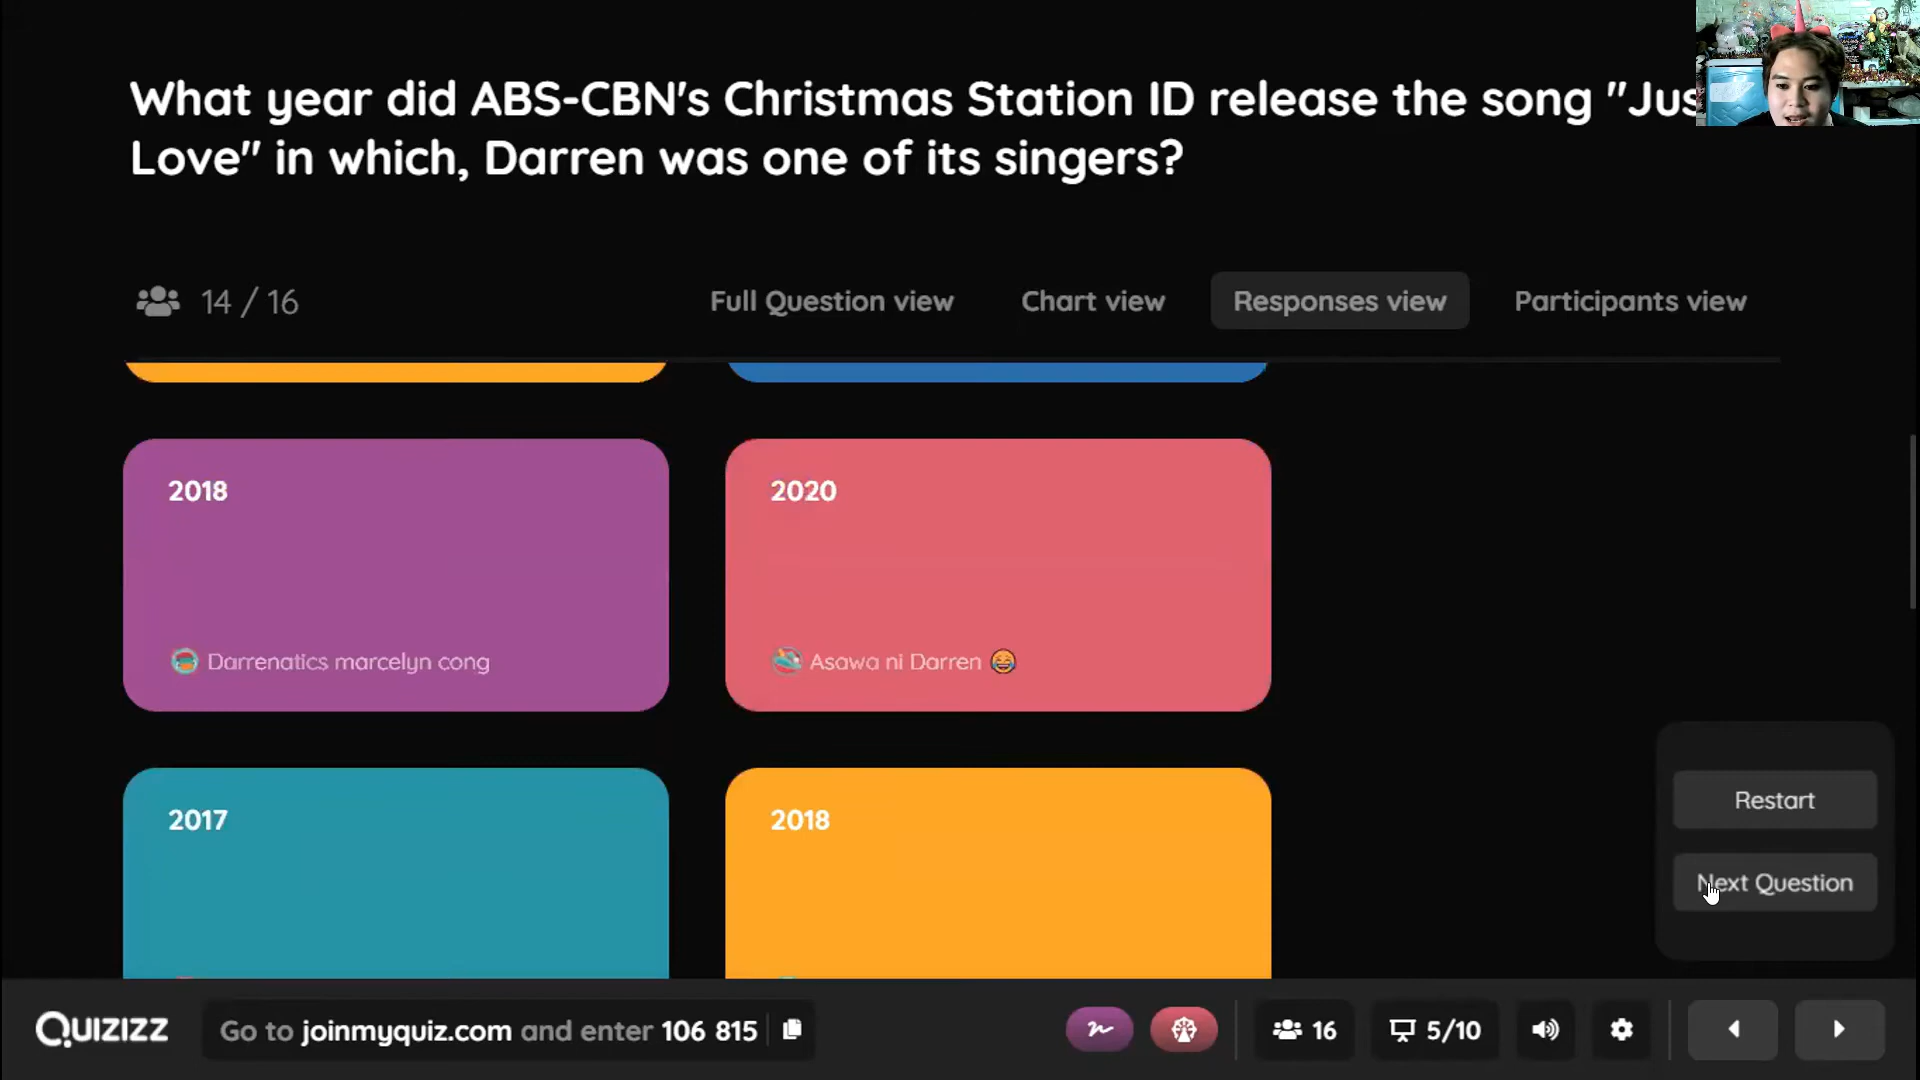 What year did ABS-CBN's Christmas Station ID release the song "Jus
Love" in which, Darren was one of its singers?
14 / 16
Full Question view
Chart view
Responses view
Participants view
2018
2020
Darrenatics marcelyn cong
Asawa ni Darren 😂
2017
2018
Restart
Next Question
QUIZIZZ
Go to joinmyquiz.com and enter 106 815
16
5/10